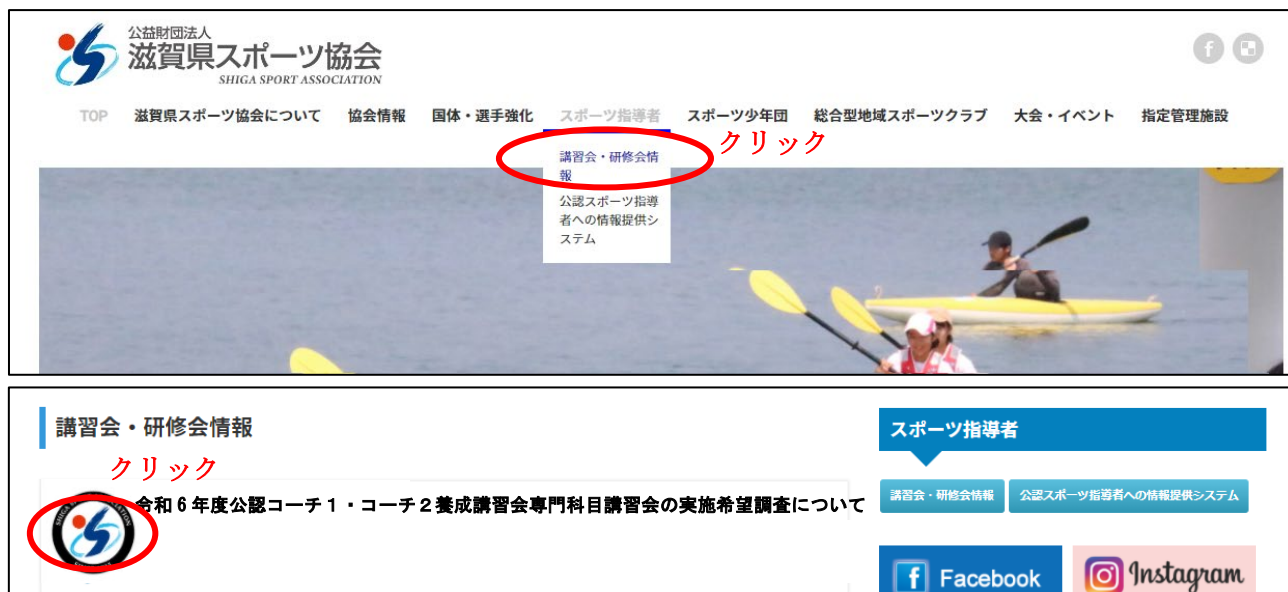 公益財団法人
滋賀県スポーツ協会
SHIGA SPORT ASSOCIATION
TOP 滋賀県スポーツ協会について 協会情報 国体・選手強化 スポーツ指導者 スポーツ少年団 総合型地域スポーツクラブ 大会・イベント 指定管理施設
クリック
講習会・研修会情
報
公認スポーツ指導
者への情報提供シ
ステム
講習会・研修会情報
クリック
令和6年度公認コーチ1・コーチ2養成講習会専門科目講習会の実施希望調査について
スポーツ指導者
講習会・研修会情報 公認スポーツ指導者への情報提供システム
Facebook
Instagram